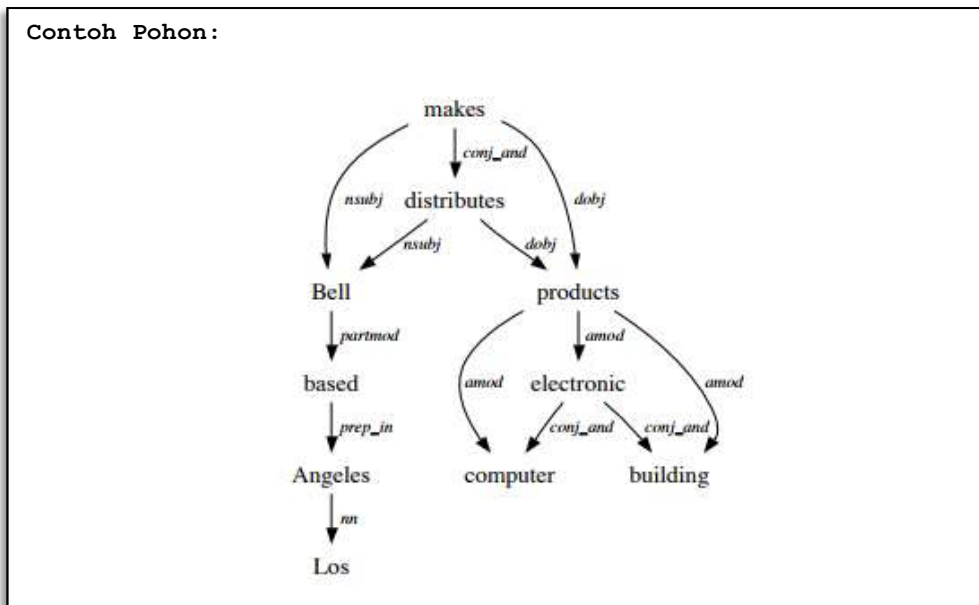 Contoh Pohon:
makes
conj_and
nsubj distributes dobj
nsubj dobj
Bell products
partmod amod
based amod electronic amod
prep_in conj_and conj_and
Angeles computer building
nn
Los